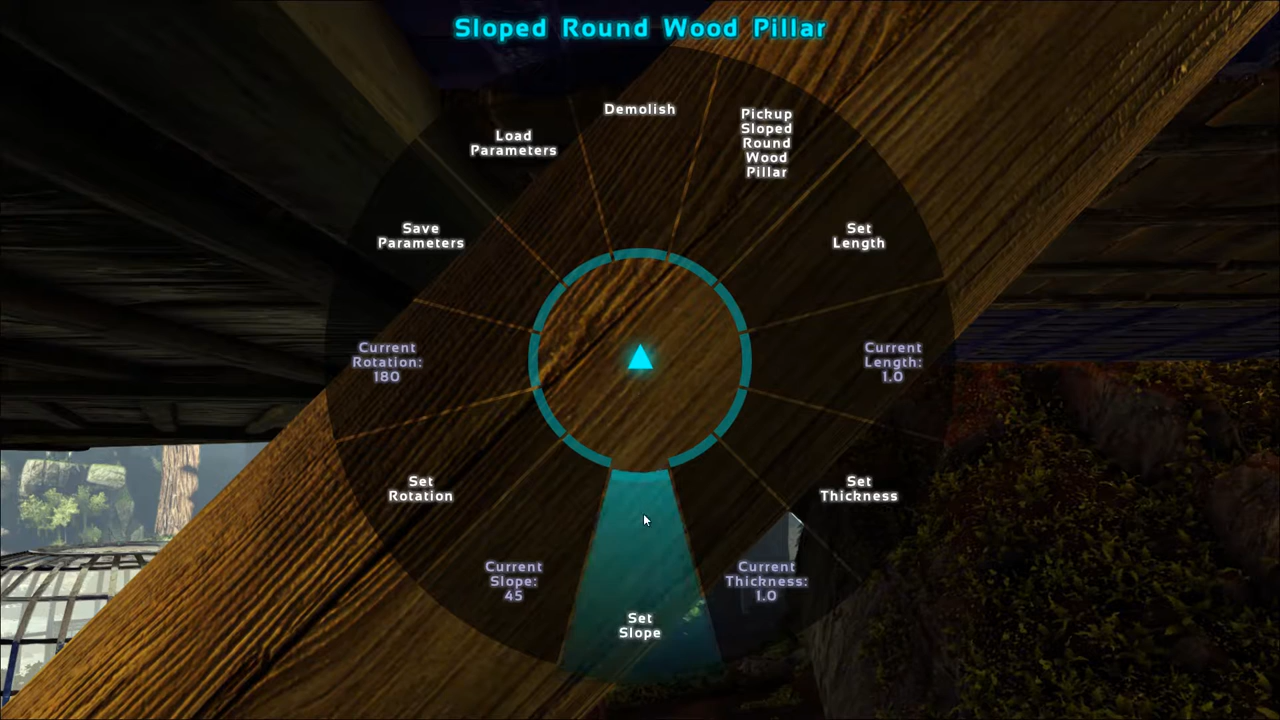 Sloped Round Wood Pillar
Demolish
Pickup
Sloped
Round
Wood
Pillar
Set
Length
Current
Length:
1.0
Set
Thickness
Current
Thickness:
1.0
Set
Slope
Current
Slope:
45
Set
Rotation
Current
Rotation:
180
Save
Parameters
Load
Parameters